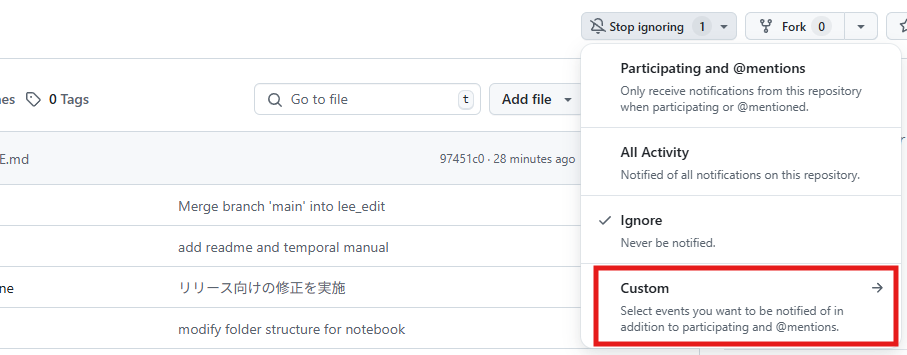 Stop ignoring 1
Fork 0
Participating and @mentions
Only receive notifications from this repository
when participating or @mentioned.
0 Tags
Go to file
t
Add file
All Activity
Notified of all notifications on this repository.
E.md
97451c0 · 28 minutes ago
Merge branch 'main' into lee_edit
Ignore
Never be notified.
add readme and temporal manual
ne
リリース向けの修正を実施
Custom
Select events you want to be notified of in
addition to participating and @mentions.
modify folder structure for notebook